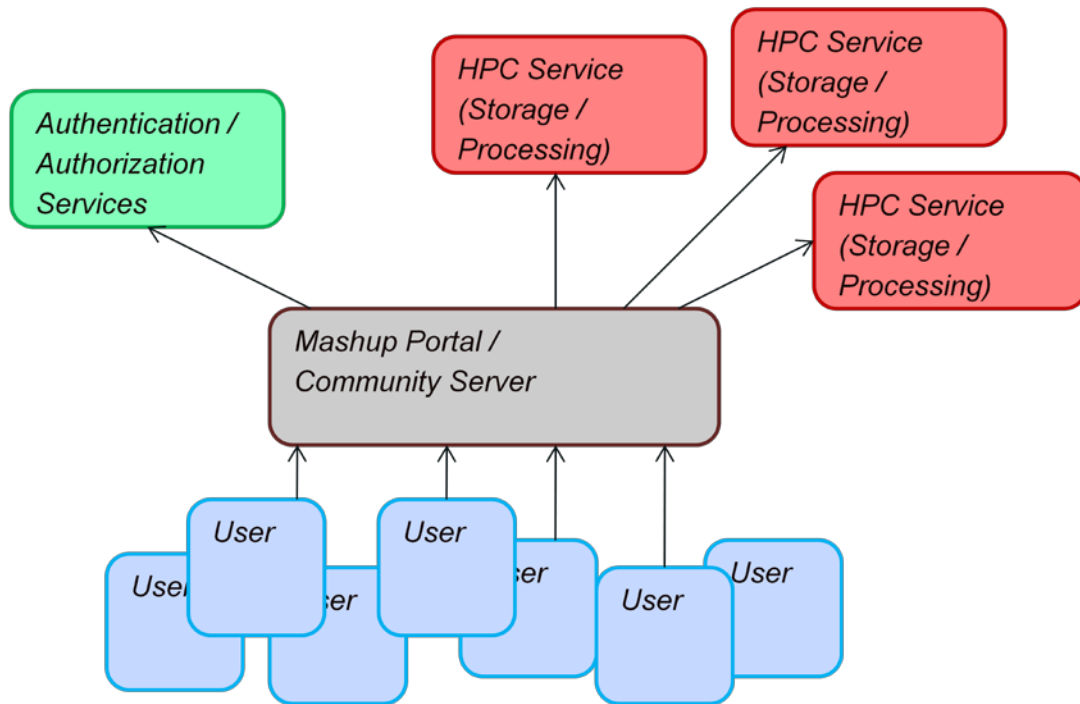 HPC Service
(Storage /
Processing)
HPC Service
(Storage /
Processing)
Authentication /
Authorization
Services
HPC Service
(Storage /
Processing)
Mashup Portal /
Community Server
User
User
User
User
User